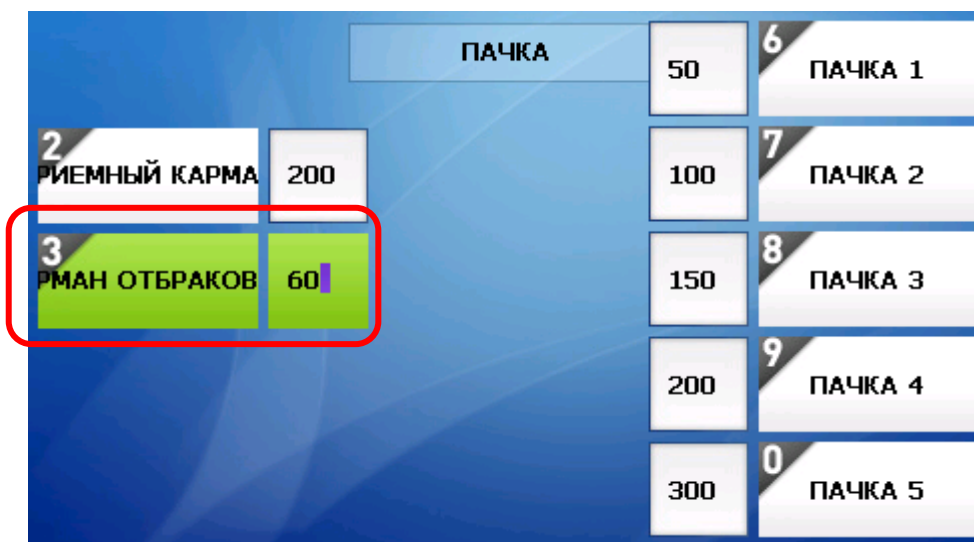 ПАЧКА
2
РИЕМНЫЙ КАРМА 200
3
РМАН ОТБРАКОВ 60
50 6 ПАЧКА 1
100 7 ПАЧКА 2
150 8 ПАЧКА 3
200 9 ПАЧКА 4
300 0 ПАЧКА 5